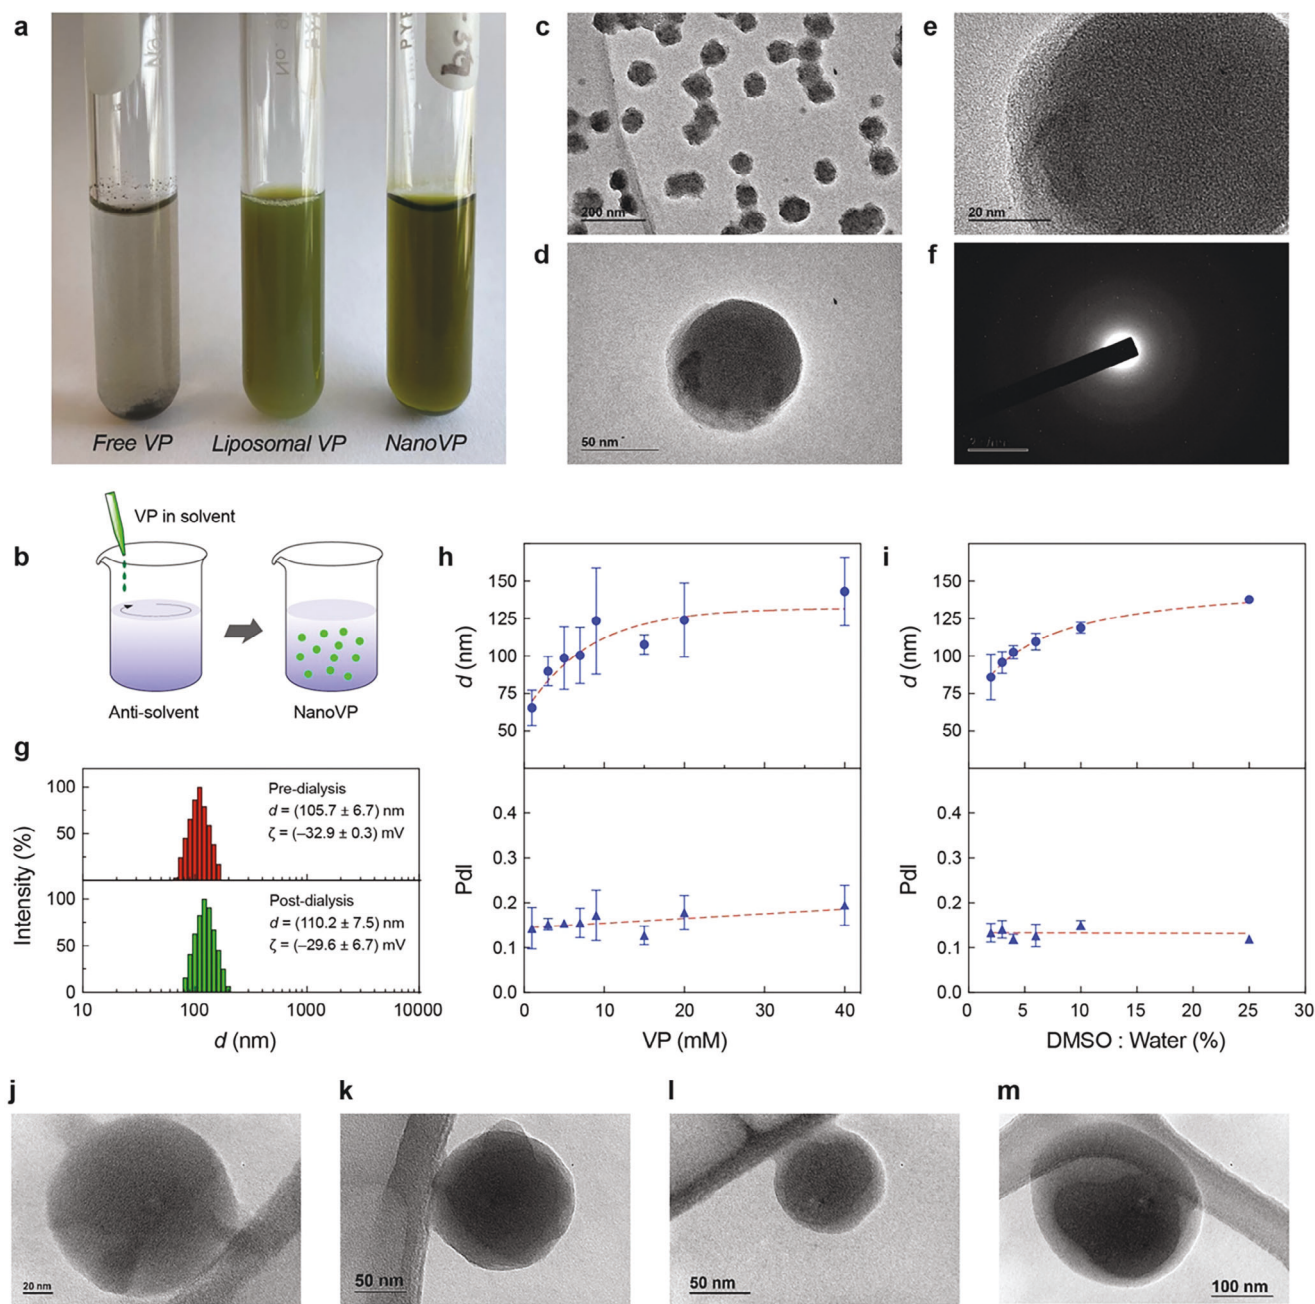 a
Free VP
Liposomal VP
NanoVP
c
200 nm
d
50 nm
e
20 nm
f
b
VP in solvent
Anti-solvent
NanoVP
g
Intensity (%)
100
50
Pre-dialysis
d = (105.7 ± 6.7) nm
ζ = (–32.9 ± 0.3) mV
100
50
0
Post-dialysis
d = (110.2 ± 7.5) nm
ζ = (–29.6 ± 6.7) mV
10 100 1000 10000
d (nm)
h
d (nm)
150
125
100
75
50
PdI
0.4
0.3
0.2
0.1
0.0
0 10 20 30 40
VP (mM)
i
d (nm)
150
125
100
75
50
PdI
0.4
0.3
0.2
0.1
0.0
0 5 10 15 20 25 30
DMSO : Water (%)
j
20 nm
k
50 nm
l
50 nm
m
100 nm